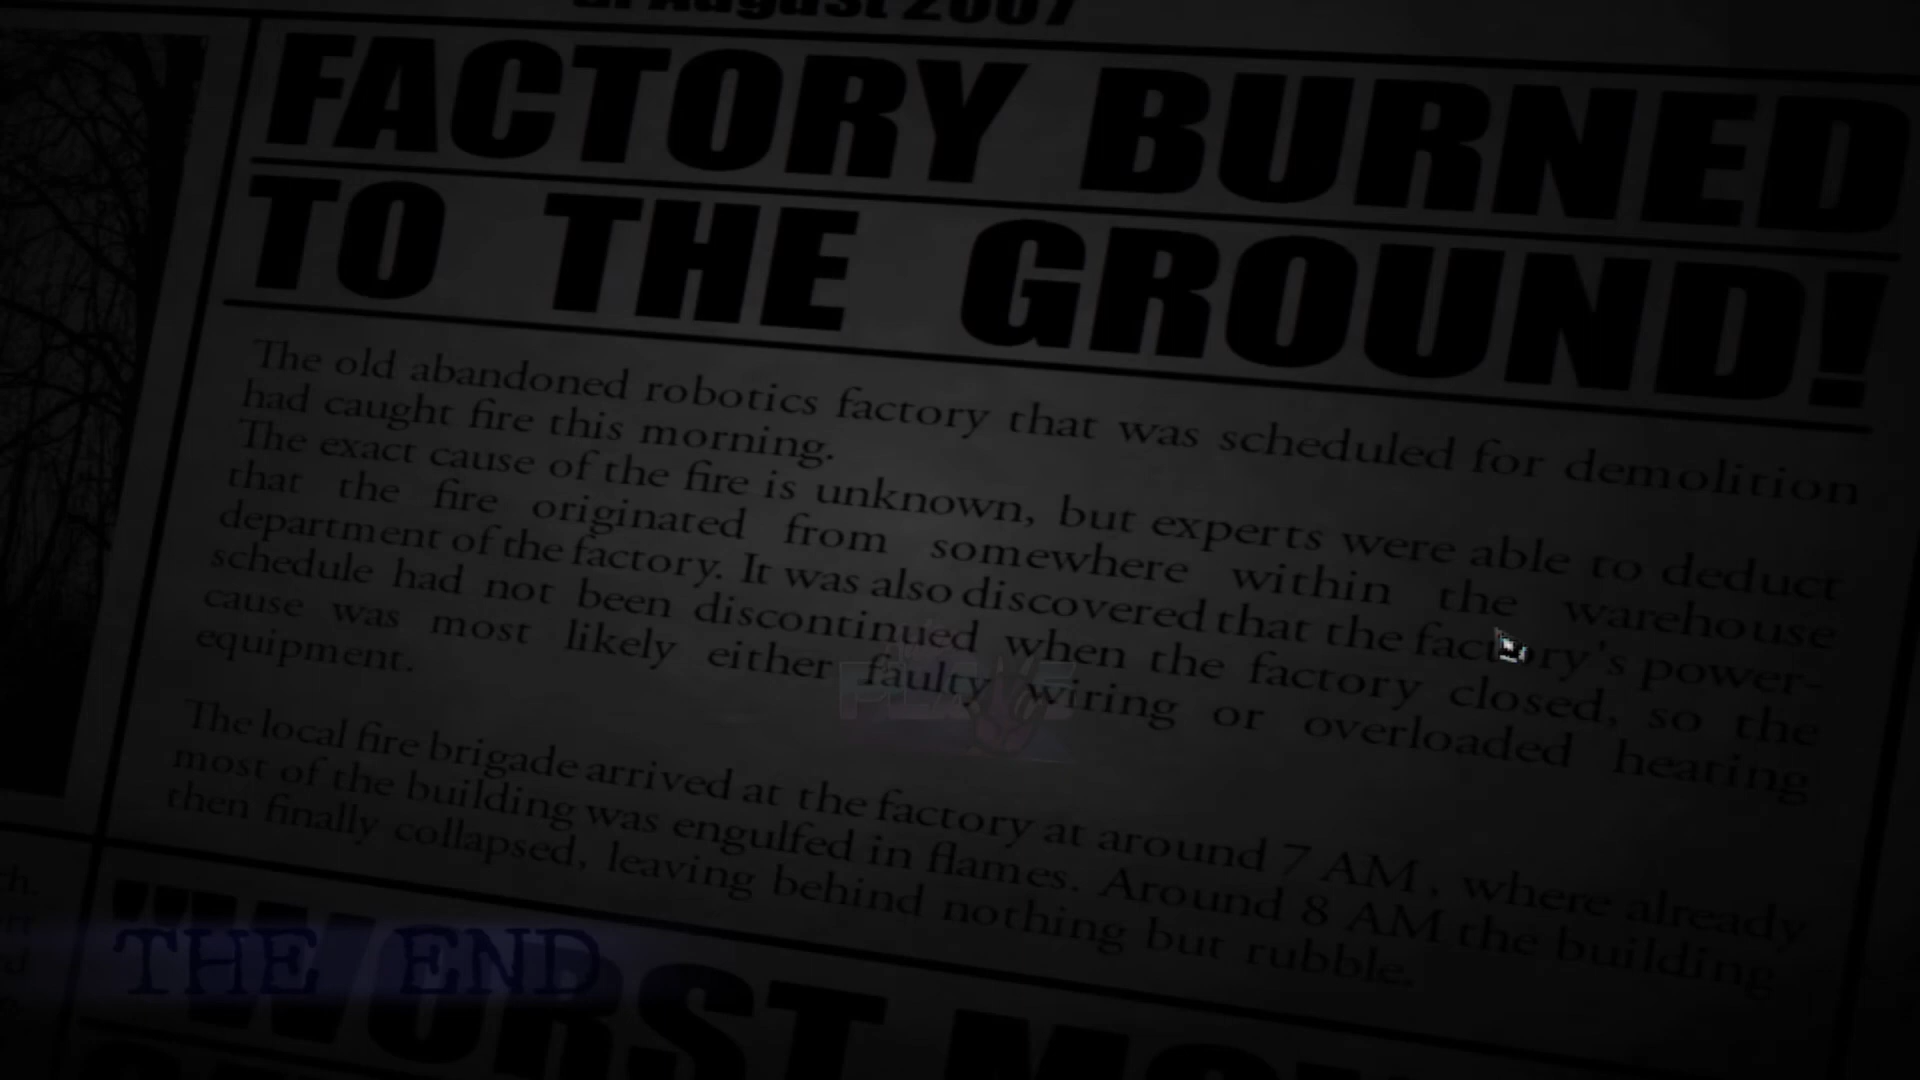 August 2007
FACTORY BURNED
TO THE GROUND!
The old abandoned robotics factory that was scheduled for demolition
had caught fire this morning.
The exact cause of the fire is unknown, but experts were able to deduct
that the fire originated from somewhere within the warehouse
department of the factory. It was also discovered that the factory's power-
schedule had not been discontinued when the factory closed, so the
cause was most likely either faulty wiring or overloaded heating
equipment.
The local fire brigade arrived at the factory at around 7 AM, where already
most of the building was engulfed in flames. Around 8 AM the building
then finally collapsed, leaving behind nothing but rubble.
THE END
"WORST